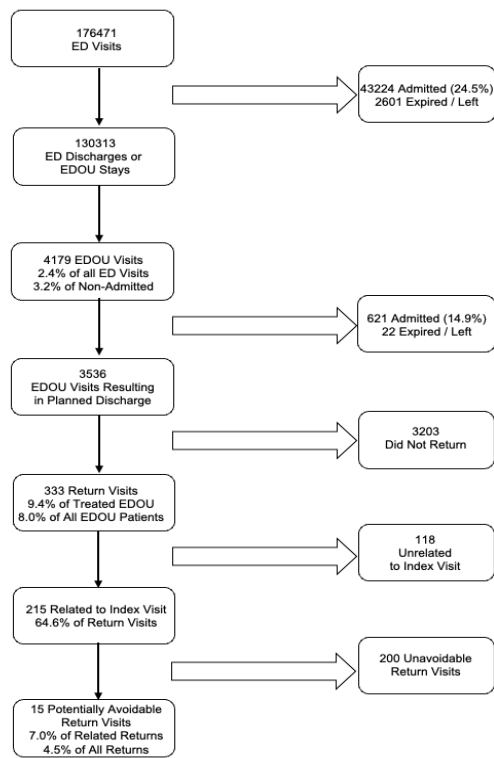 176471
ED Visits
43224 Admitted (24.5%)
2601 Expired / Left
130313
ED Discharges or
EDOU Stays
4179 EDOU Visits
2.4% of all ED Visits
3.2% of Non-Admitted
621 Admitted (14.9%)
22 Expired / Left
3536
EDOU Visits Resulting
in Planned Discharge
3203
Did Not Return
333 Return Visits
9.4% of Treated EDOU
8.0% of All EDOU Patients
118
Unrelated
to Index Visit
215 Related to Index Visit
64.6% of Return Visits
200 Unavoidable
Return Visits
15 Potentially Avoidable
Return Visits
7.0% of Related Returns
4.5% of All Returns